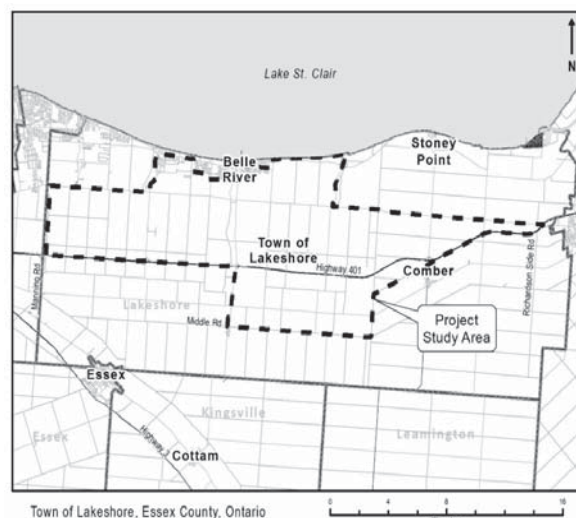 N
Lake St. Clair
Stoney
Point
Belle
River
Town of
Lakeshore
Highway 401
Comber
Manning Rd
Richardson Side Rd
Lakeshore
Middle Rd
Project
Study Area
Essex
Kingsville
Essex
Highway 3
Leamington
Cottam
Town of Lakeshore, Essex County, Ontario
0 4 8 16